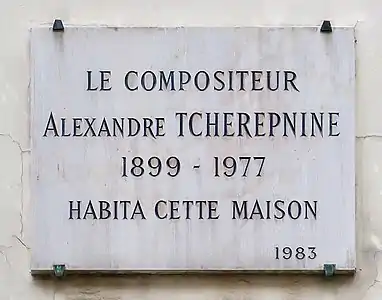 LE COMPOSITEUR
ALEXANDRE TCHEREPNINE
1899 - 1977
HABITA CETTE MAISON
1983